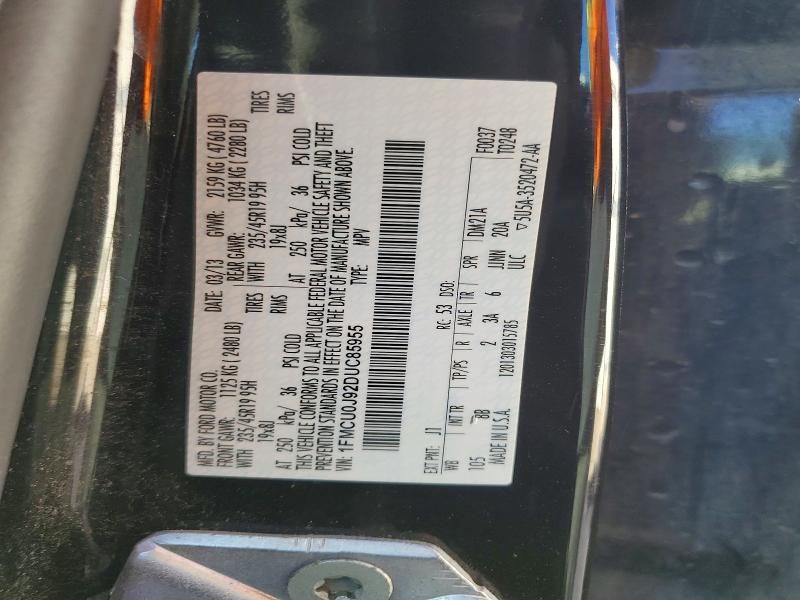 MFD. BY FORD MOTOR CO. DATE: 03/13 GVWR: 2159 KG ( 4760 LB)
FRONT GAWR: 1125 KG ( 2480 LB) REAR GAWR: 1034 KG ( 2280 LB)
WITH 235/45R19 95H TIRES WITH 235/45R19 95H TIRES
19x8J RIMS 19x8J RIMS
AT 250 kPa/ 36 PSI COLD AT 250 kPa/ 36 PSI COLD
THIS VEHICLE CONFORMS TO ALL APPLICABLE FEDERAL MOTOR VEHICLE SAFETY AND THEFT
PREVENTION STANDARDS IN EFFECT ON THE DATE OF MANUFACTURE SHOWN ABOVE.
VIN: 1FMCU0J92DUC85955 TYPE: MPV
EXT PNT: J1 RC: 53 DSO:
WB INT TR TP/PS R AXLE TR SPR DM21A F0037
105 BB 2 3A 6 JJNN 20A T0248
MADE IN U.S.A. 1201303015785 ULC ▽5U5A-3520472-AA